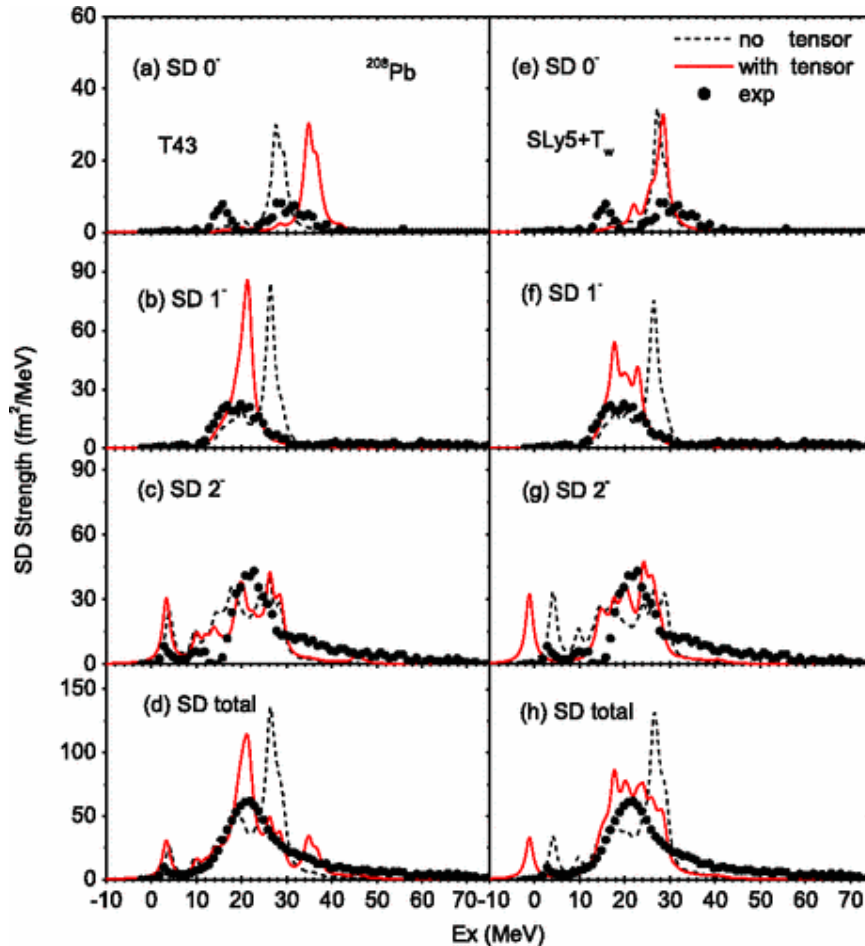 60
(a) SD 0-
208Pb
(e) SD 0-
no tensor
with tensor
exp
40
T43
SLy5+Tw
20
0
90
(b) SD 1-
(f) SD 1-
60
30
0
90
(c) SD 2-
(g) SD 2-
60
30
0
150
(d) SD total
(h) SD total
100
50
0
-10 0 10 20 30 40 50 60 70
-10 0 10 20 30 40 50 60 70
SD Strength (fm²/MeV)
Ex (MeV)